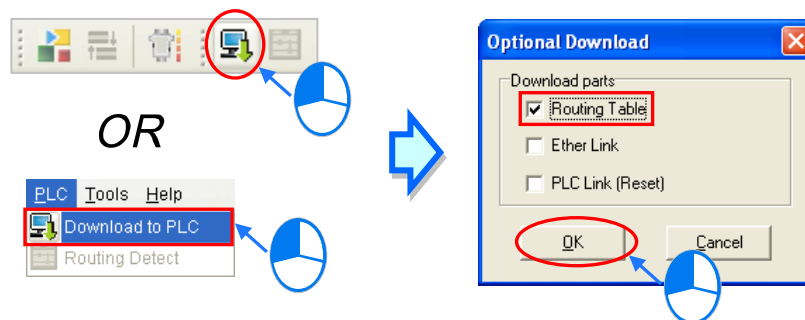 OR
PLC Tools Help
Download to PLC
Routing Detect
Optional Download
Download parts
Routing Table
Ether Link
PLC Link (Reset)
OK Cancel